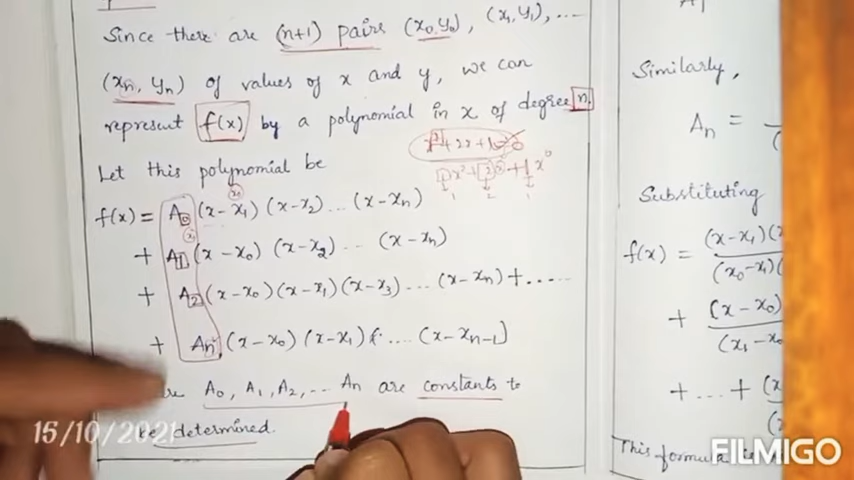 Since there are (n+1) pairs (x₀,y₀), (x₁,y₁), ...
(xn, yn) of values of x and y, we can
represent f(x) by a polynomial in x of degree n.
Let this polynomial be
f(x) = A₀ (x-x₁) (x-x₂) ... (x-xn)
+ A₁ (x-x₀) (x-x₂) ... (x-xn)
+ A₂ (x-x₀) (x-x₁) (x-x₃) ... (x-xn) + .....
+ An (x-x₀) (x-x₁) .... (x-xn-1)
A₀, A₁, A₂, ... An are constants to
be determined.
Similarly,
An =
Substituting
f(x) = (x-x₁)(
(x₀-x₁)(
+ (x-x₀)
(x₁-x₀)
+ ... + (x
This formula
15/10/2021
FILMIGO